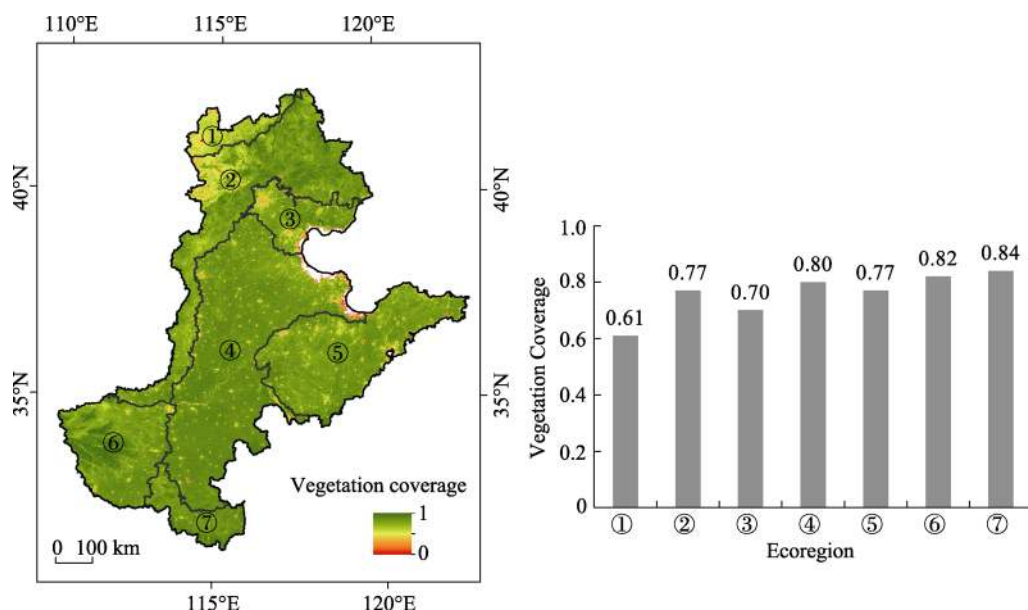 110°E 115°E 120°E
40°N 40°N
35°N 35°N
①
②
③
④
⑤
⑥
⑦
Vegetation coverage
1
0
0 100 km
115°E 120°E
Vegetation Coverage
1.0
0.8
0.6
0.4
0.2
0
0.61 0.77 0.70 0.80 0.77 0.82 0.84
① ② ③ ④ ⑤ ⑥ ⑦
Ecoregion